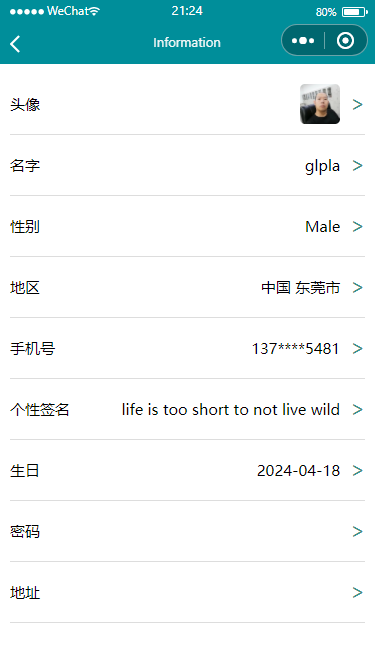 ●●●●● WeChat 21:24 80%
Information
头像 >
名字 glpla >
性别 Male >
地区 中国 东莞市 >
手机号 137****5481 >
个性签名 life is too short to not live wild >
生日 2024-04-18 >
密码 >
地址 >